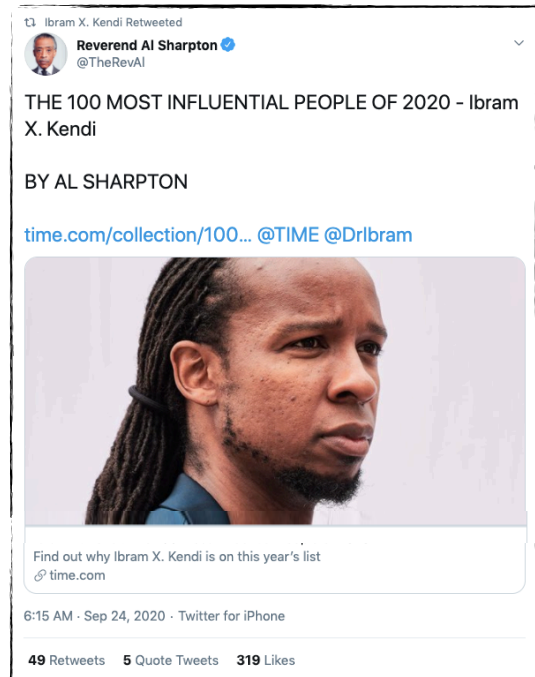 Ibram X. Kendi Retweeted
Reverend Al Sharpton
@TheRevAl
THE 100 MOST INFLUENTIAL PEOPLE OF 2020 - Ibram
X. Kendi
BY AL SHARPTON
time.com/collection/100... @TIME @DrIbram
Find out why Ibram X. Kendi is on this year's list
time.com
6:15 AM · Sep 24, 2020 · Twitter for iPhone
49 Retweets 5 Quote Tweets 319 Likes